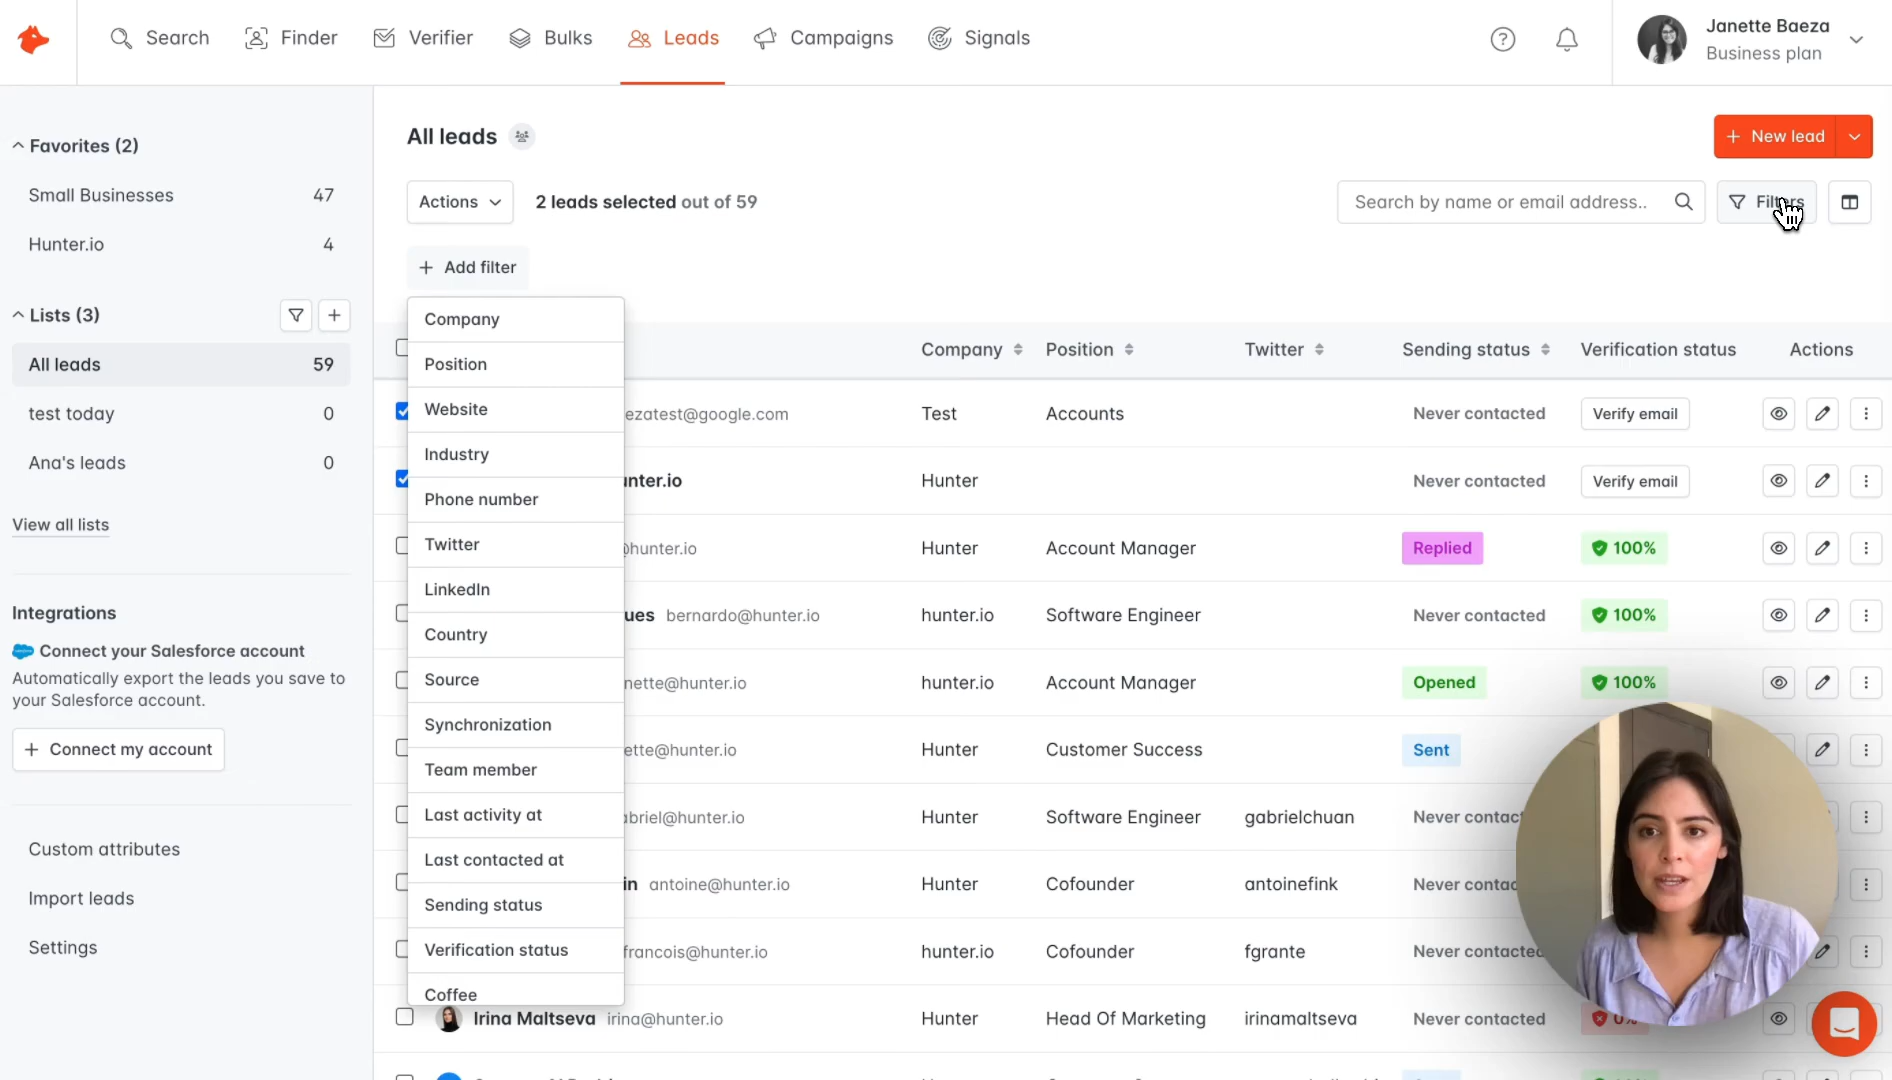 Search
Finder
Verifier
Bulks
Leads
Campaigns
Signals
Janette Baeza
Business plan
Favorites (2)
Small Businesses 47
Hunter.io 4
Lists (3)
All leads 59
test today 0
Ana's leads 0
View all lists
Integrations
Connect your Salesforce account
Automatically export the leads you save to
your Salesforce account.
+ Connect my account
Custom attributes
Import leads
Settings
All leads
+ New lead
Actions
2 leads selected out of 59
Search by name or email address..
Filters
+ Add filter
Company
Position
Website
Industry
Phone number
Twitter
LinkedIn
Country
Source
Synchronization
Team member
Last activity at
Last contacted at
Sending status
Verification status
Coffee
Company Position Twitter Sending status Verification status Actions
ezatest@google.com Test Accounts Never contacted Verify email
unter.io Hunter Never contacted Verify email
@hunter.io Hunter Account Manager Replied 100%
ues bernardo@hunter.io hunter.io Software Engineer Never contacted 100%
nette@hunter.io hunter.io Account Manager Opened 100%
ette@hunter.io Hunter Customer Success Sent
abriel@hunter.io Hunter Software Engineer gabrielchuan Never contac
in antoine@hunter.io Hunter Cofounder antoinefink Never contac
francois@hunter.io hunter.io Cofounder fgrante Never contacted
Irina Maltseva irina@hunter.io Hunter Head Of Marketing irinamaltseva Never contacted 0%